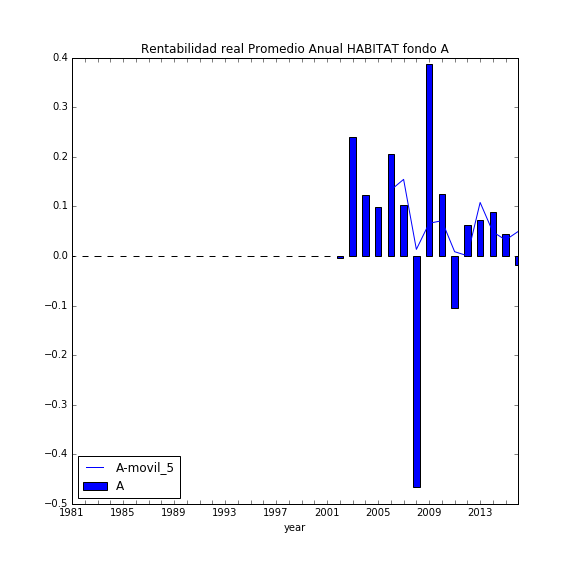 Rentabilidad real Promedio Anual HABITAT fondo A
0.4
0.3
0.2
0.1
0.0
−0.1
−0.2
−0.3
−0.4
−0.5
A-movil_5
A
1981 1985 1989 1993 1997 2001 2005 2009 2013
year